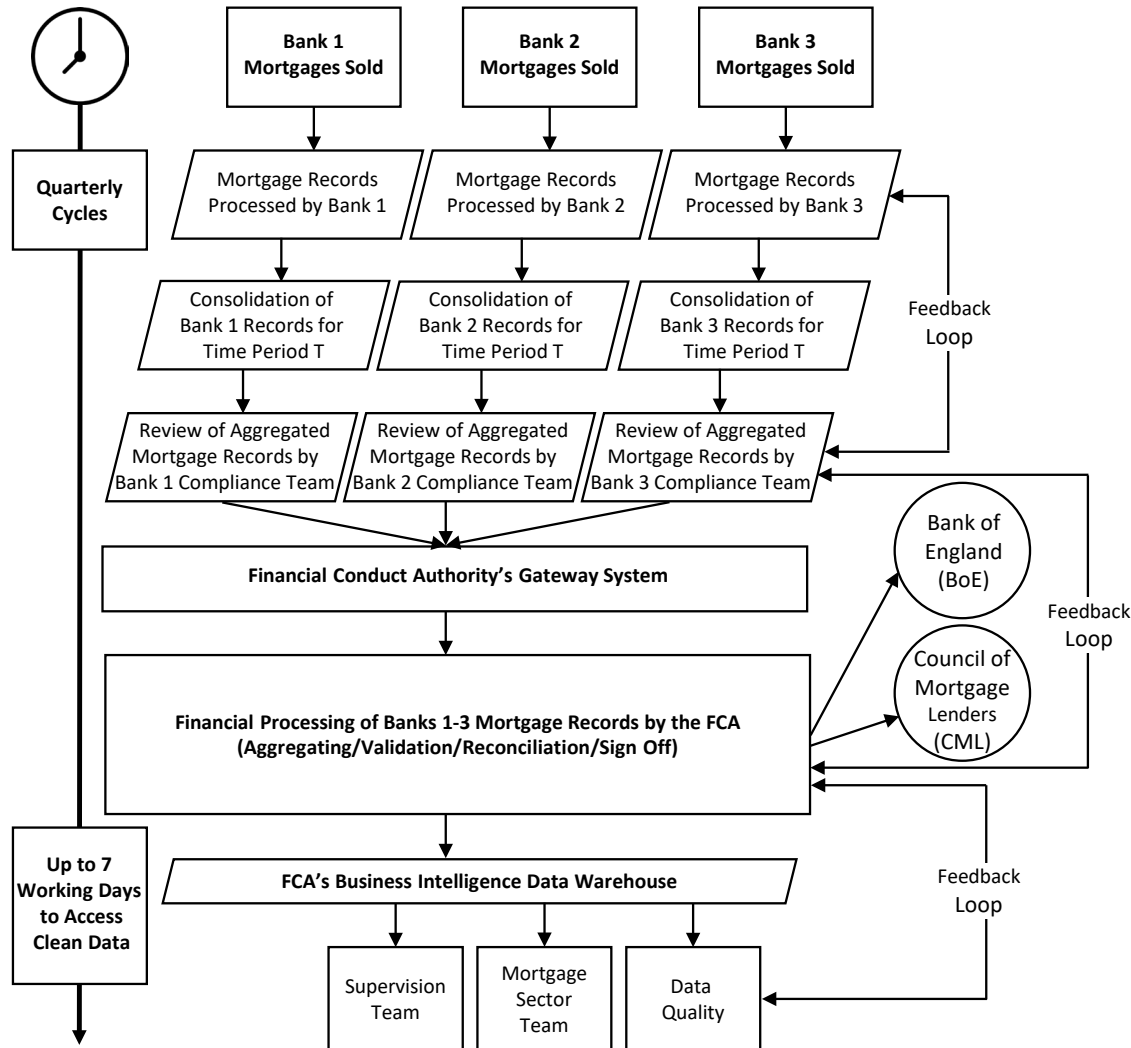 Bank 1
Mortgages Sold
Bank 2
Mortgages Sold
Bank 3
Mortgages Sold
Quarterly
Cycles
Mortgage Records
Processed by Bank 1
Mortgage Records
Processed by Bank 2
Mortgage Records
Processed by Bank 3
Consolidation of
Bank 1 Records for
Time Period T
Consolidation of
Bank 2 Records for
Time Period T
Consolidation of
Bank 3 Records for
Time Period T
Feedback
Loop
Review of Aggregated
Mortgage Records by
Bank 1 Compliance Team
Review of Aggregated
Mortgage Records by
Bank 2 Compliance Team
Review of Aggregated
Mortgage Records by
Bank 3 Compliance Team
Financial Conduct Authority's Gateway System
Bank of
England
(BoE)
Feedback
Loop
Council of
Mortgage
Lenders
(CML)
Financial Processing of Banks 1-3 Mortgage Records by the FCA
(Aggregating/Validation/Reconciliation/Sign Off)
Up to 7
Working Days
to Access
Clean Data
FCA's Business Intelligence Data Warehouse
Feedback
Loop
Supervision
Team
Mortgage
Sector
Team
Data
Quality